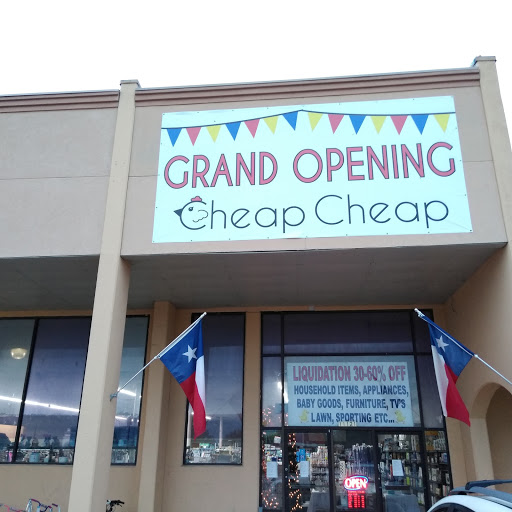 GRAND OPENING
Cheap Cheap
LIQUIDATION 30-60% OFF
HOUSEHOLD ITEMS, APPLIANCES,
BABY GOODS, FURNITURE, TV'S
LAWN, SPORTING ETC...
OPEN